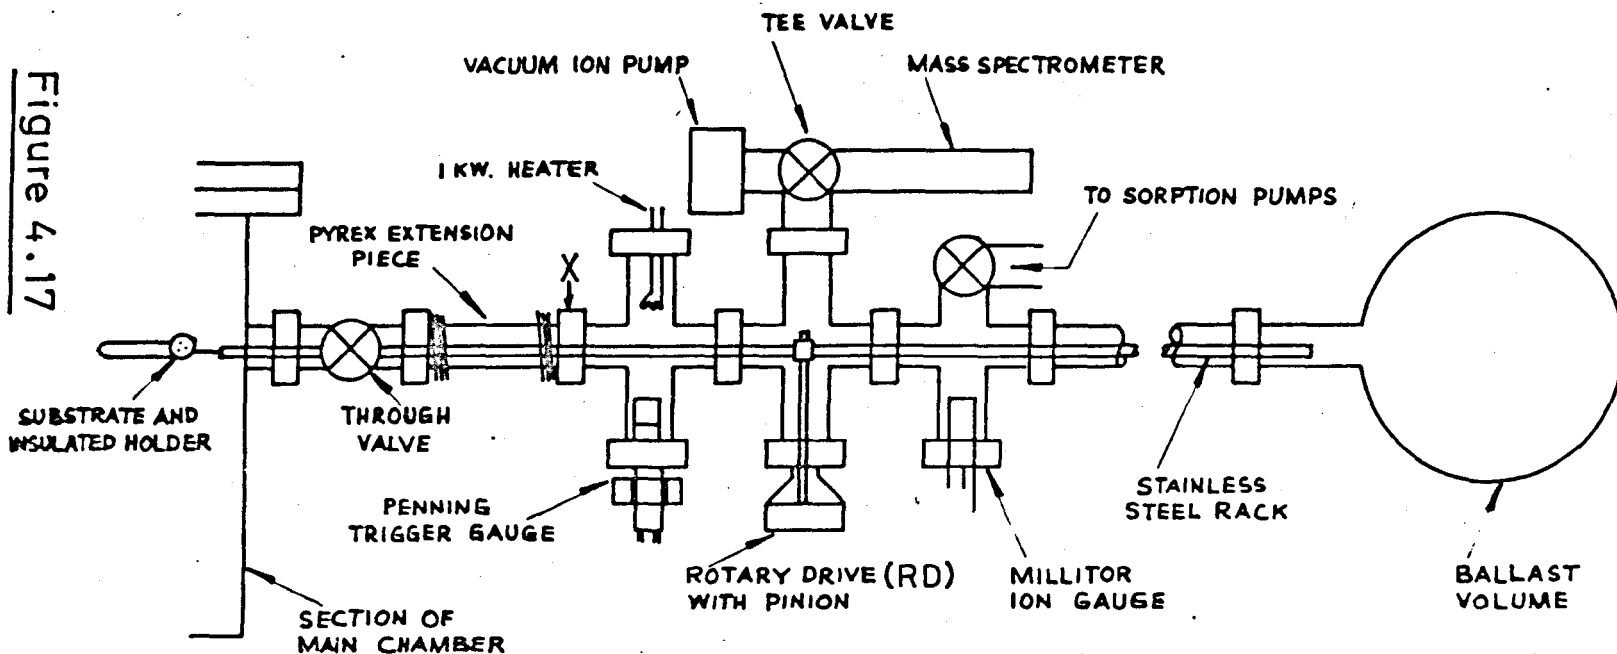 Figure 4.17
TEE VALVE
VACUUM ION PUMP
MASS SPECTROMETER
1 KW. HEATER
TO SORPTION PUMPS
PYREX EXTENSION
PIECE
X
SUBSTRATE AND
INSULATED HOLDER
THROUGH
VALVE
PENNING
TRIGGER GAUGE
STAINLESS
STEEL RACK
ROTARY DRIVE (RD)
WITH PINION
MILLITOR
ION GAUGE
BALLAST
VOLUME
SECTION OF
MAIN CHAMBER